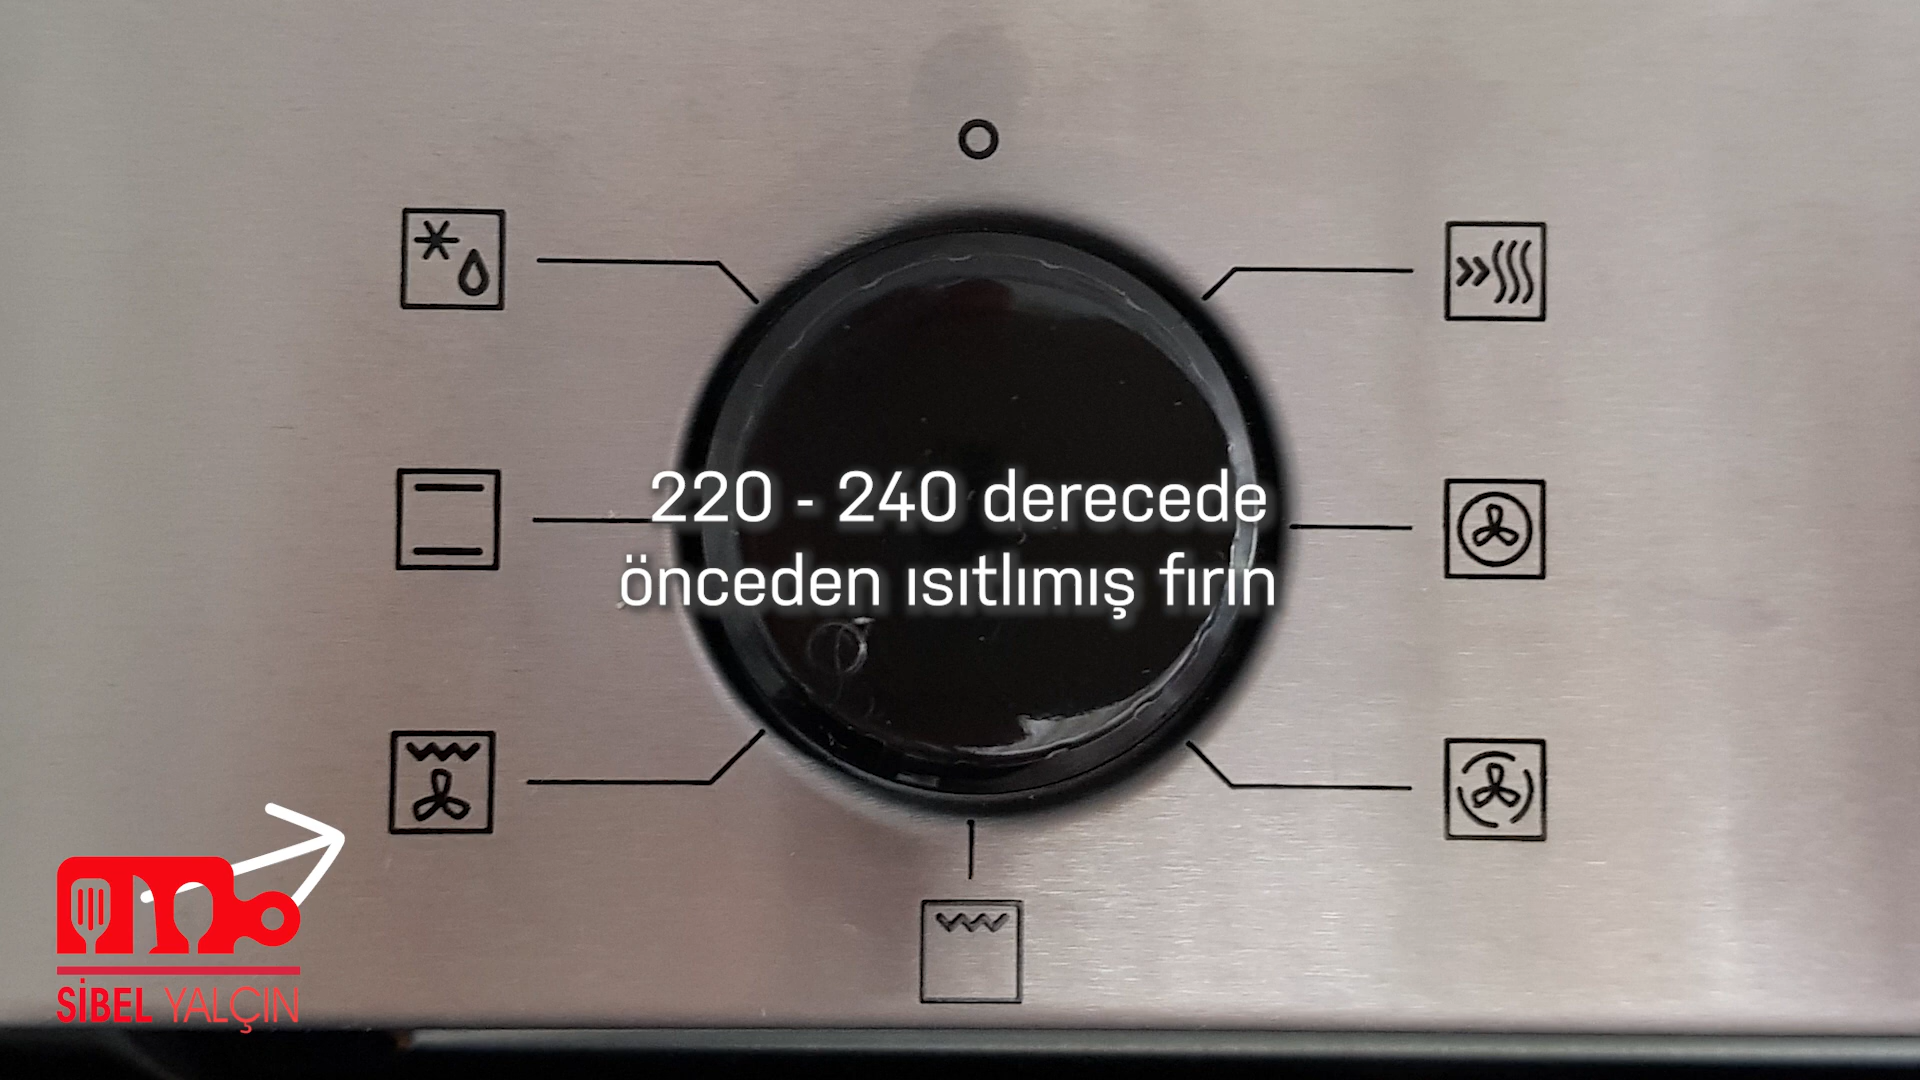 220 - 240 derecede
önceden ısıtlımış fırın
SİBEL YALÇIN